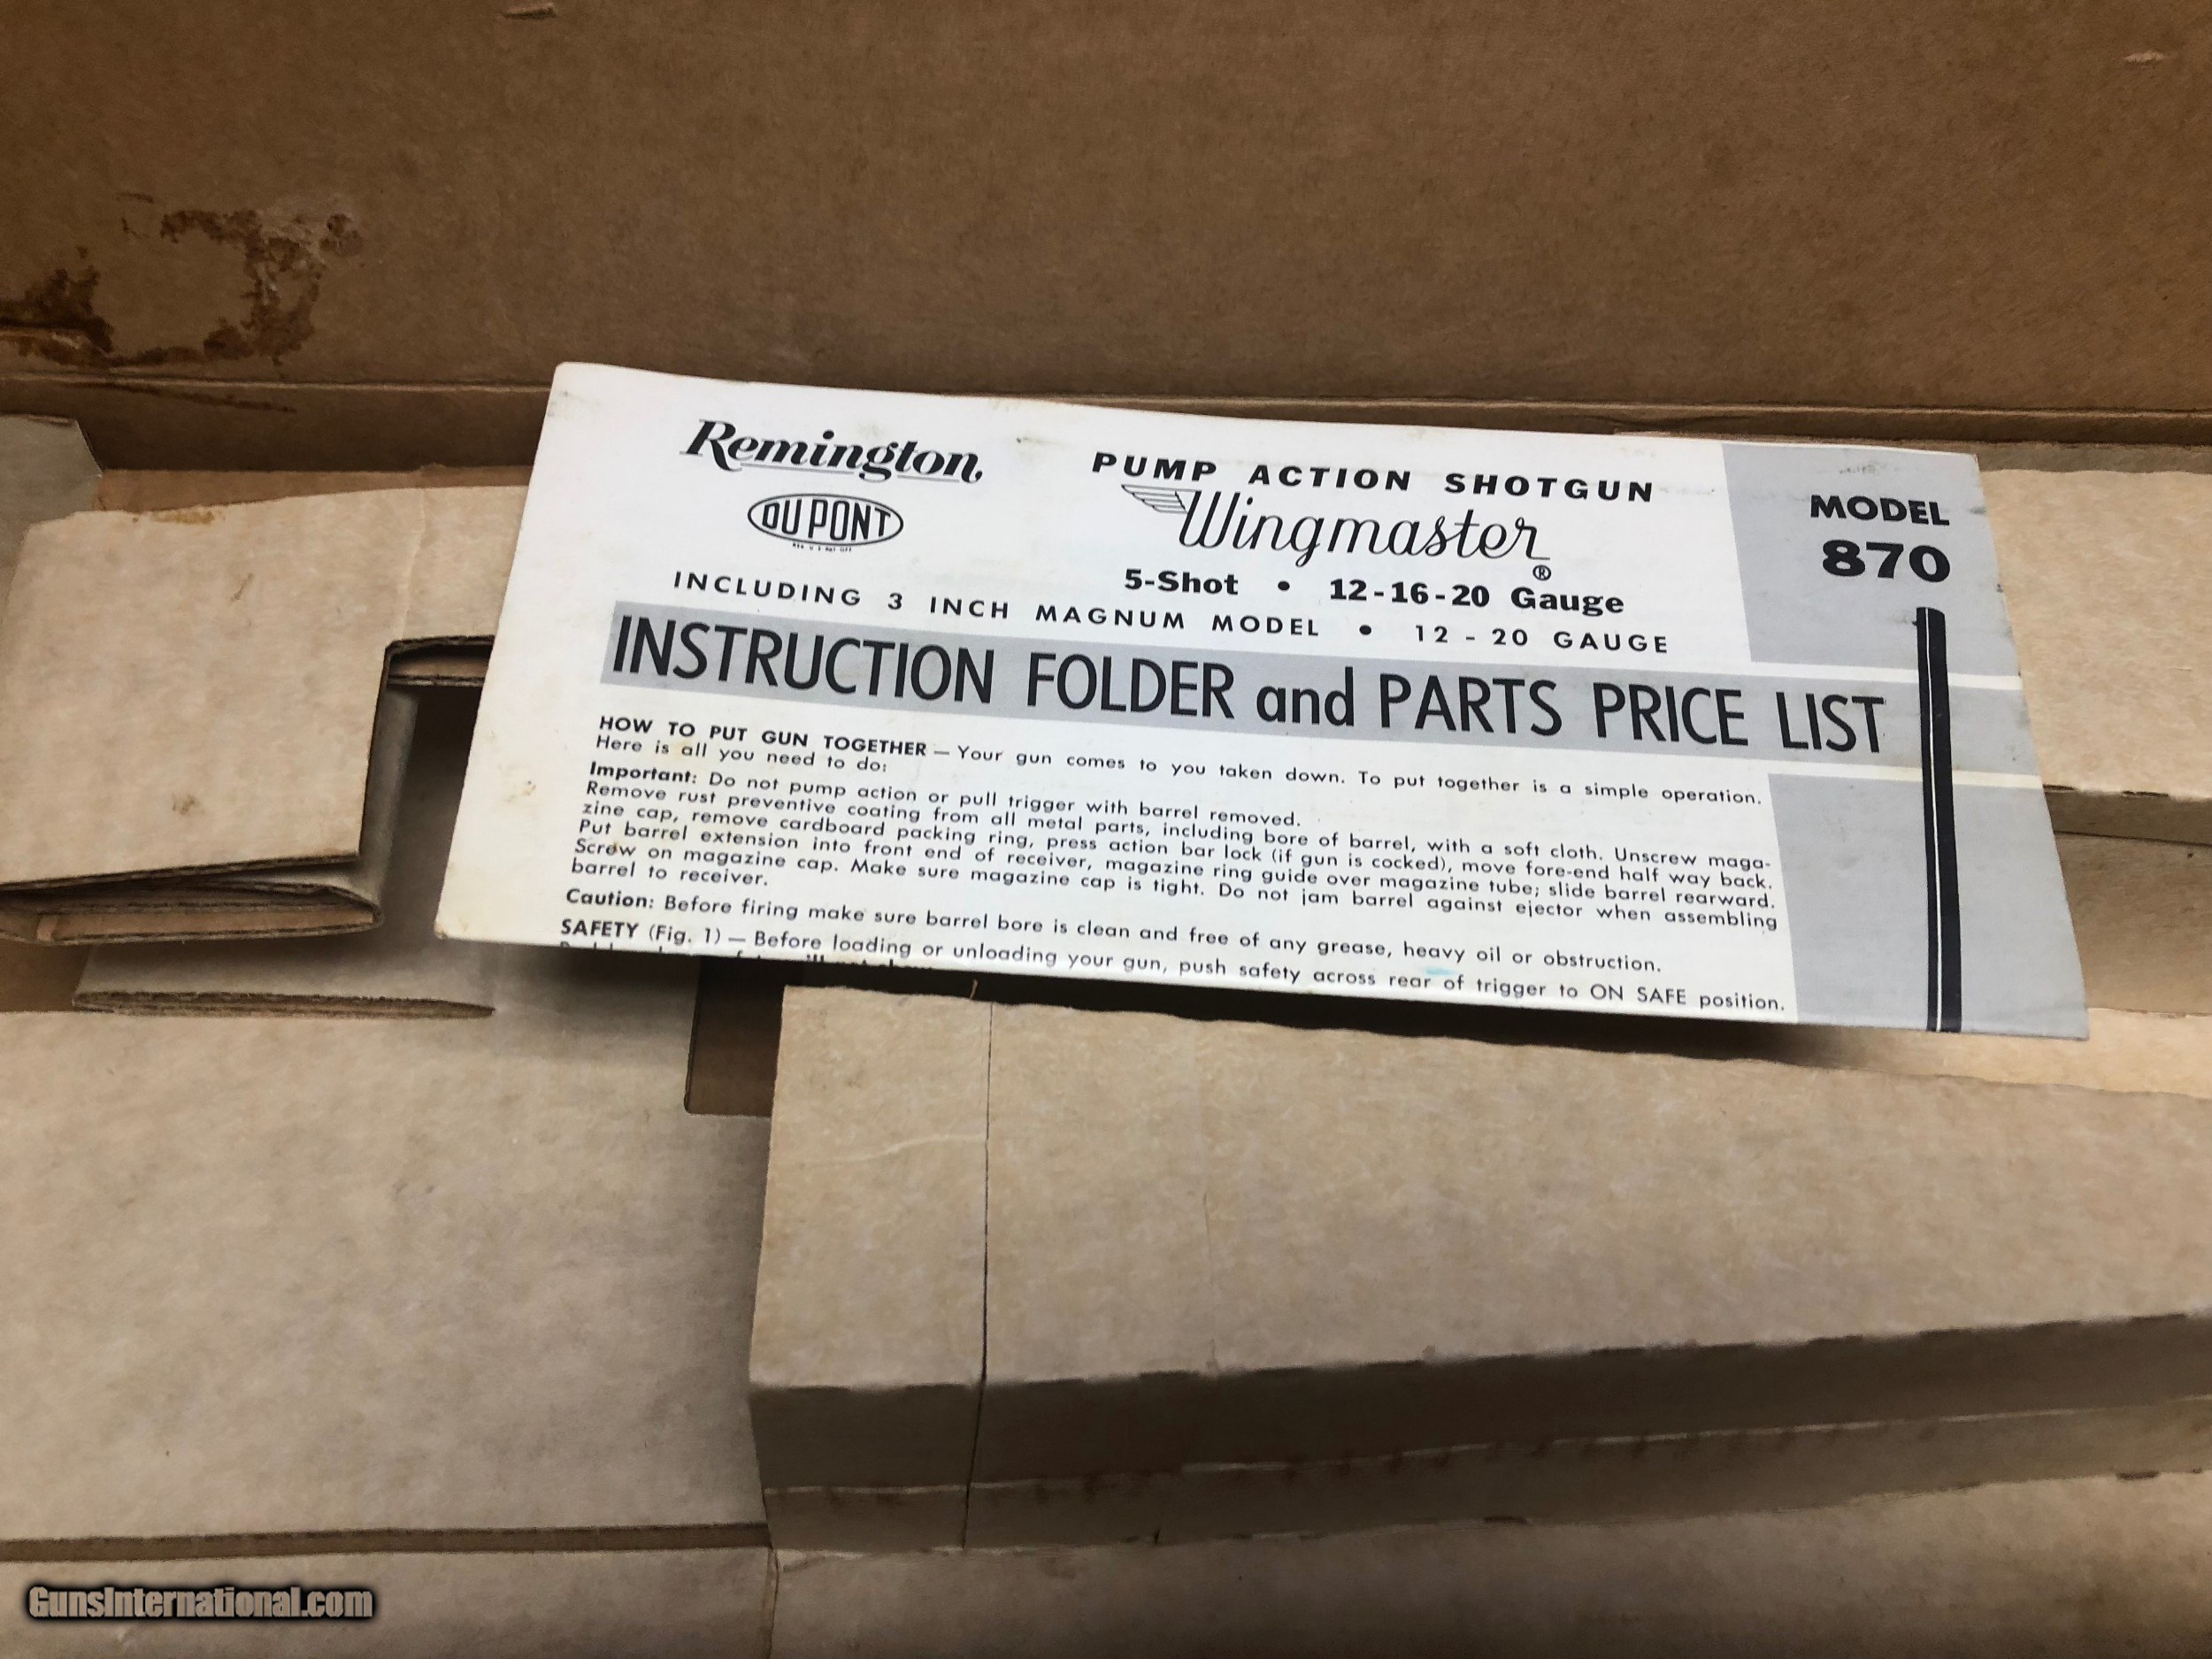 Remington
DU PONT
PUMP ACTION SHOTGUN
Wingmaster®
5-Shot • 12-16-20 Gauge
INCLUDING 3 INCH MAGNUM MODEL • 12 - 20 GAUGE
MODEL
870
INSTRUCTION FOLDER and PARTS PRICE LIST
HOW TO PUT GUN TOGETHER — Your gun comes to you taken down. To put together is a simple operation.
Here is all you need to do:
Important: Do not pump action or pull trigger with barrel removed.
Remove rust preventive coating from all metal parts, including bore of barrel, with a soft cloth. Unscrew maga-
zine cap, remove cardboard packing ring, press action bar lock (if gun is cocked), move fore-end half way back.
Put barrel extension into front end of receiver, magazine ring guide over magazine tube; slide barrel rearward.
Screw on magazine cap. Make sure magazine cap is tight. Do not jam barrel against ejector when assembling
barrel to receiver.
Caution: Before firing make sure barrel bore is clean and free of any grease, heavy oil or obstruction.
SAFETY (Fig. 1) — Before loading or unloading your gun, push safety across rear of trigger to ON SAFE position.
GunsInternational.com